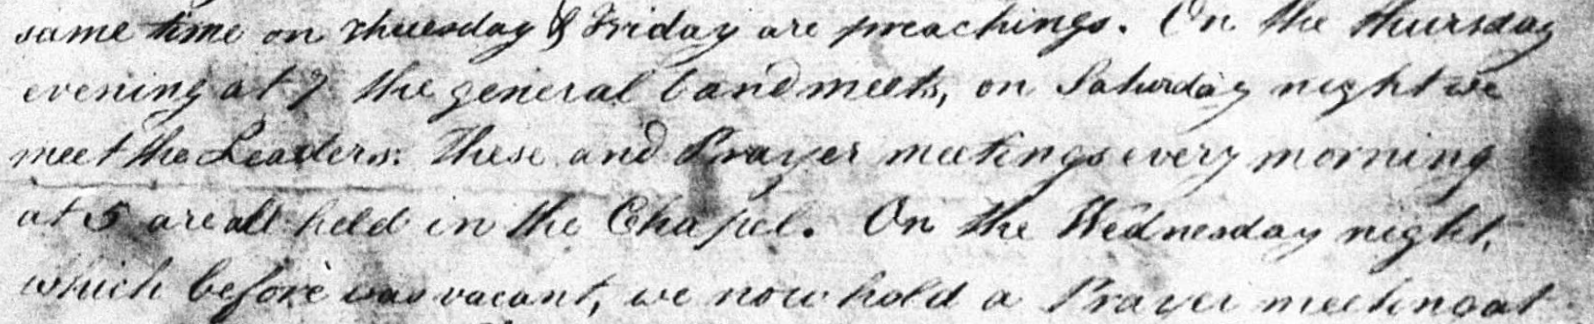 same time on Thuesday & Friday are preachings. On the thursday
evening at 7 the general band meets, on Saturday night we
meet the Leaders: These and Prayer meetings every morning
at 5 are all held in the Chapel. On the Wednesday night,
which before was vacant, we now hold a Prayer meeting at